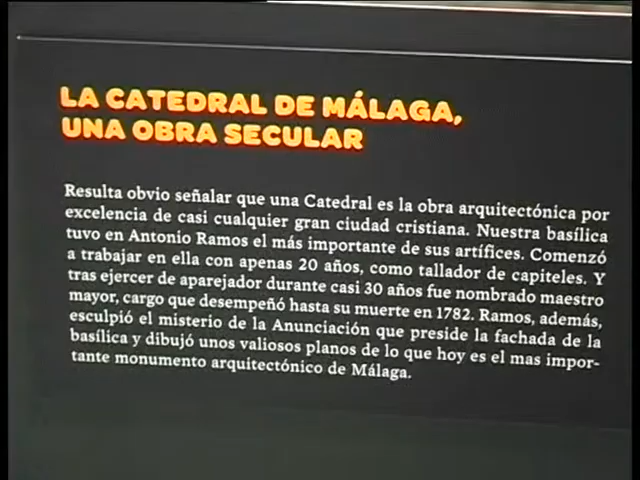 LA CATEDRAL DE MÁLAGA,
UNA OBRA SECULAR
Resulta obvio señalar que una Catedral es la obra arquitectónica por
excelencia de casi cualquier gran ciudad cristiana. Nuestra basílica
tuvo en Antonio Ramos el más importante de sus artífices. Comenzó
a trabajar en ella con apenas 20 años, como tallador de capiteles. Y
tras ejercer de aparejador durante casi 30 años fue nombrado maestro
mayor, cargo que desempeñó hasta su muerte en 1782. Ramos, además,
esculpió el misterio de la Anunciación que preside la fachada de la
basílica y dibujó unos valiosos planos de lo que hoy es el mas impor-
tante monumento arquitectónico de Málaga.